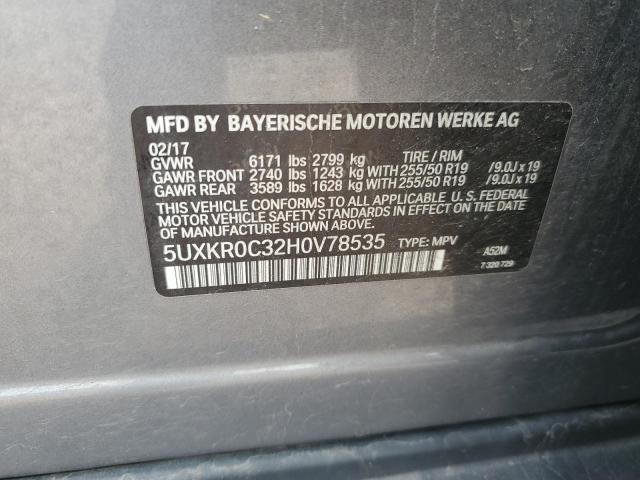 MFD BY BAYERISCHE MOTOREN WERKE AG
02/17
GVWR 6171 lbs 2799 kg TIRE / RIM
GAWR FRONT 2740 lbs 1243 kg WITH 255/50 R19 /9.0J x 19
GAWR REAR 3589 lbs 1628 kg WITH 255/50 R19 /9.0J x 19
THIS VEHICLE CONFORMS TO ALL APPLICABLE U. S. FEDERAL
MOTOR VEHICLE SAFETY STANDARDS IN EFFECT ON THE
DATE OF MANUFACTURE SHOWN ABOVE.
5UXKR0C32H0V78535 TYPE: MPV A52M
7 320 729